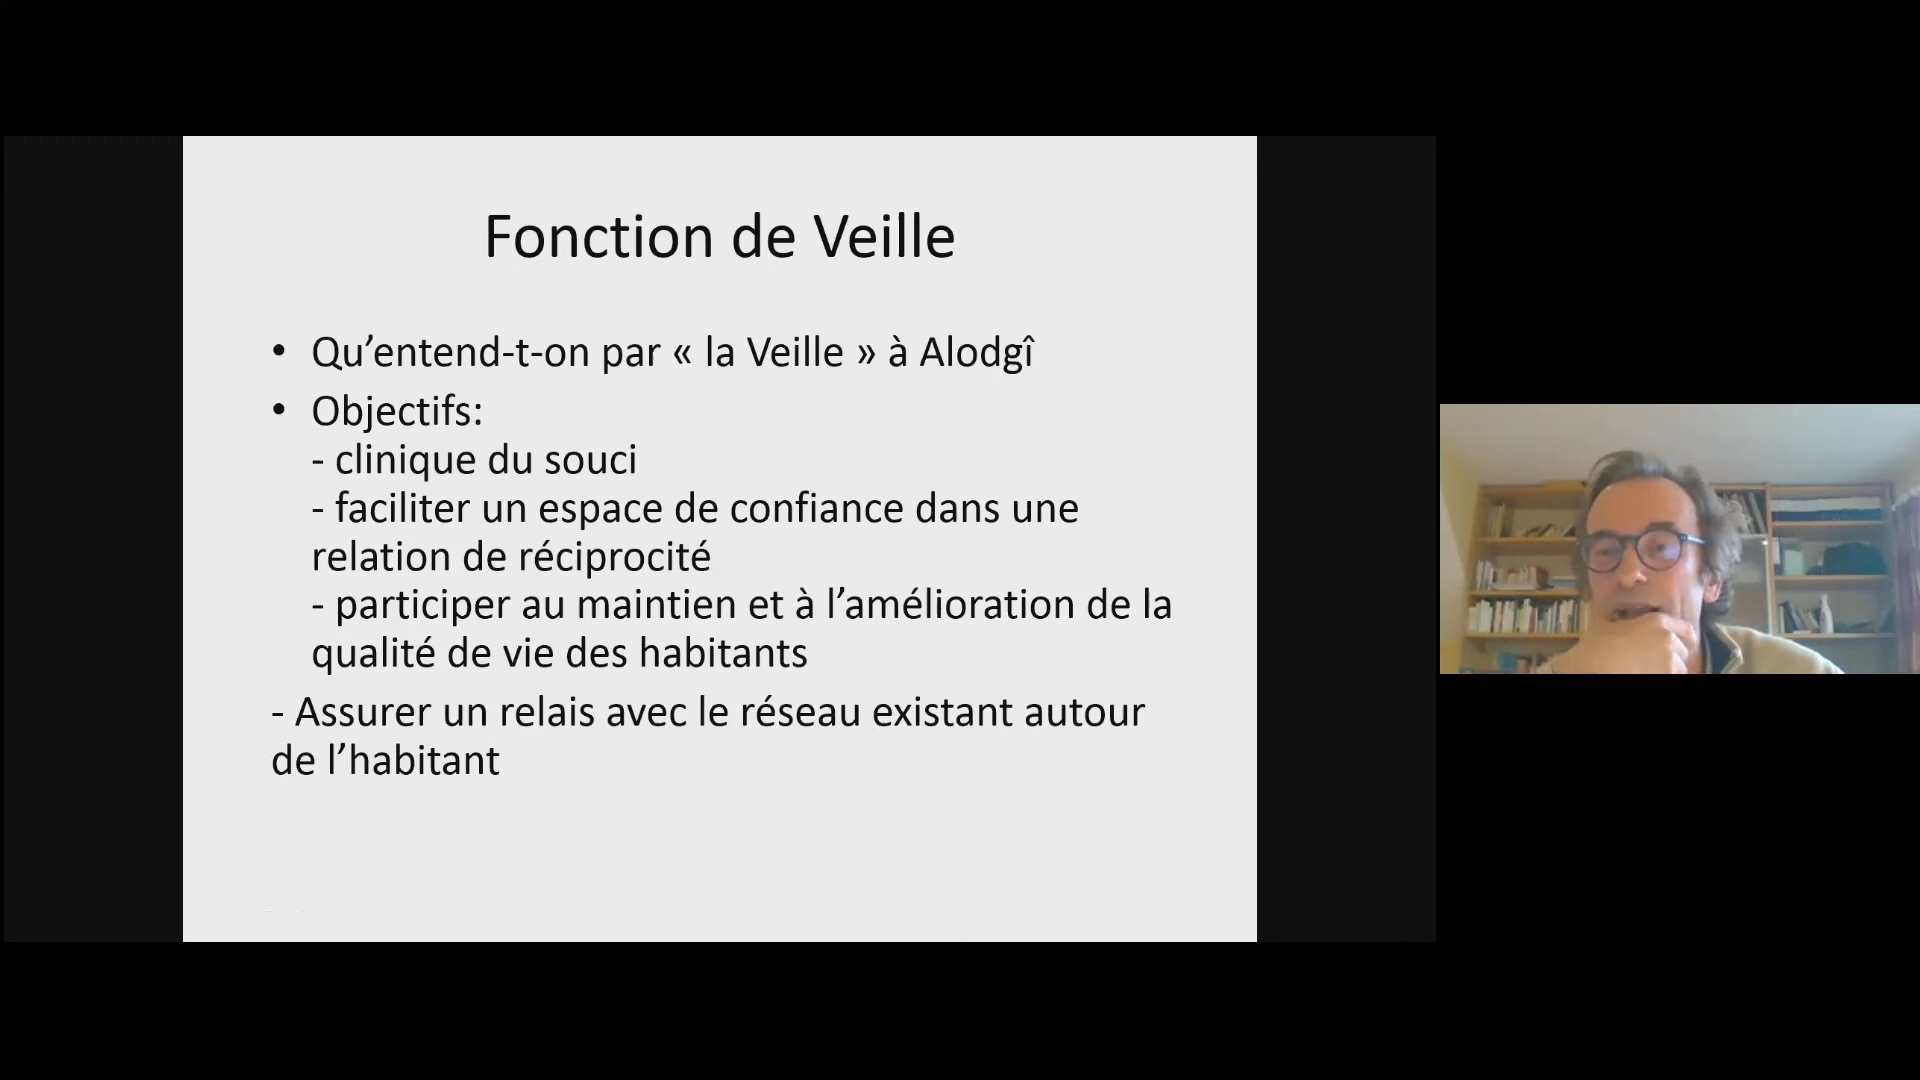 Fonction de Veille
• Qu’entend-t-on par « la Veille » à Alodgî
• Objectifs:
- clinique du souci
- faciliter un espace de confiance dans une
relation de réciprocité
- participer au maintien et à l’amélioration de la
qualité de vie des habitants
- Assurer un relais avec le réseau existant autour
de l’habitant